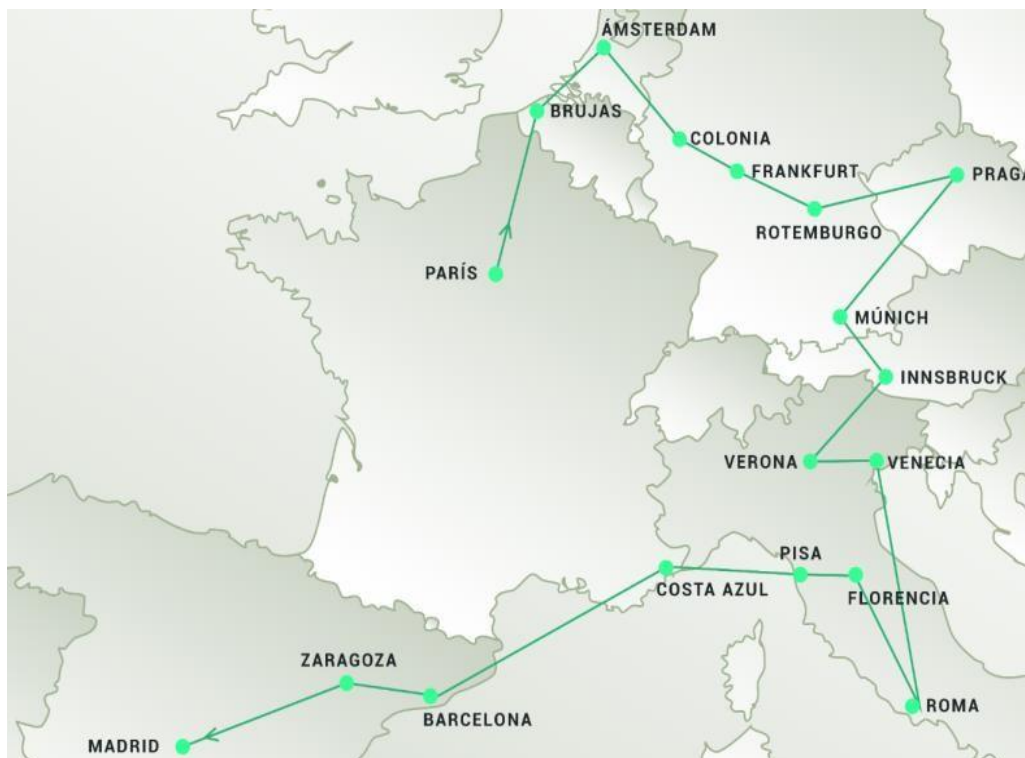 ÁMSTERDAM
BRUJAS
COLONIA
FRANKFURT
PRAGA
ROTEMBURGO
PARÍS
MÚNICH
INNSBRUCK
VERONA
VENECIA
PISA
COSTA AZUL
FLORENCIA
ZARAGOZA
ROMA
BARCELONA
MADRID